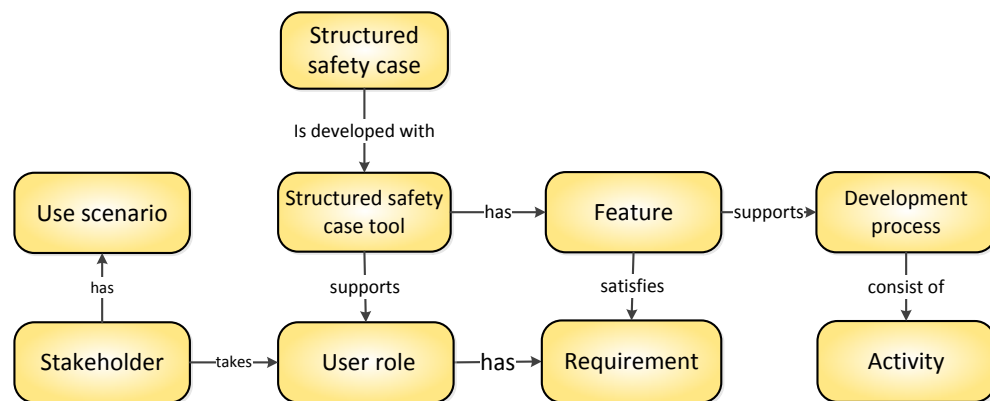 Structured
safety case
Is developed with
Use scenario
Structured safety
case tool
has
Feature
supports
Development
process
has
supports
satisfies
consist of
Stakeholder
takes
User role
has
Requirement
Activity